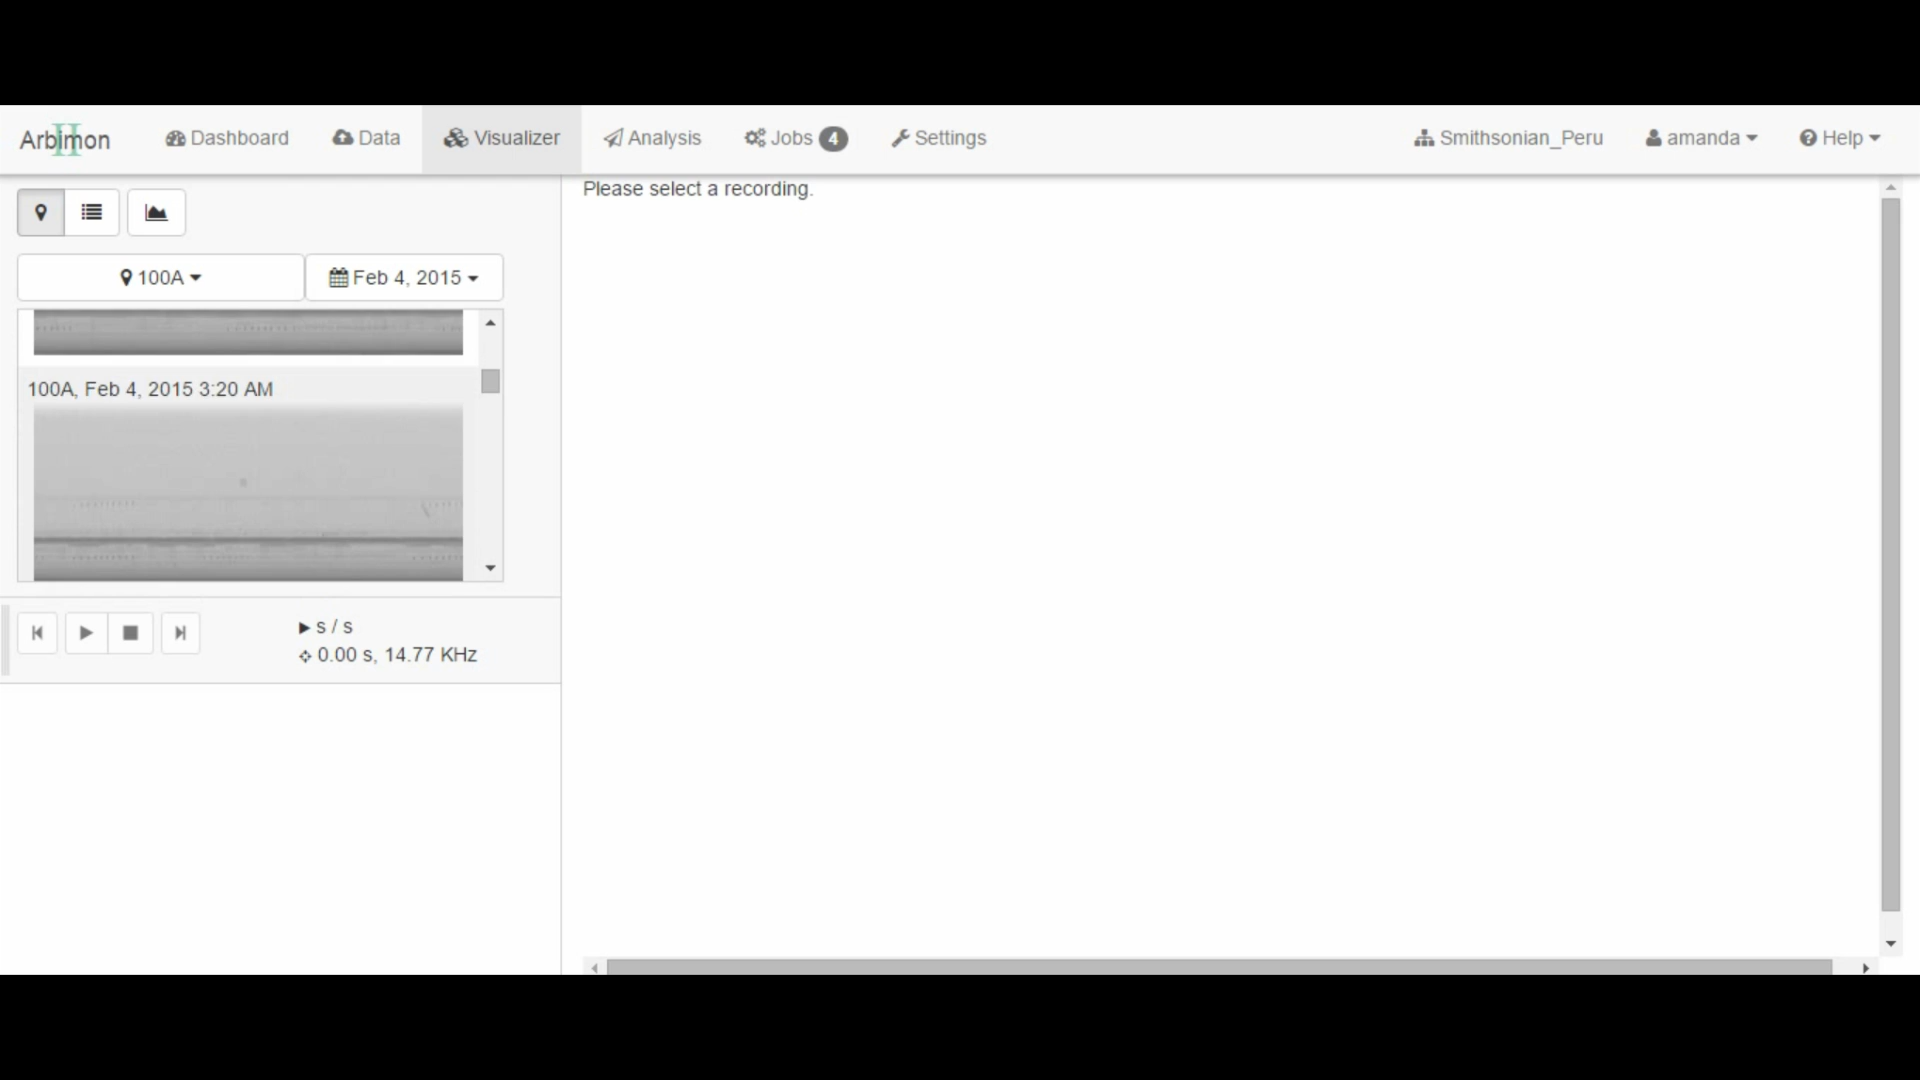 Arbimon II
Dashboard
Data
Visualizer
Analysis
Jobs 4
Settings
Smithsonian_Peru
amanda
Help
Please select a recording.
100A
Feb 4, 2015
100A, Feb 4, 2015 3:20 AM
s / s
0.00 s, 14.77 KHz